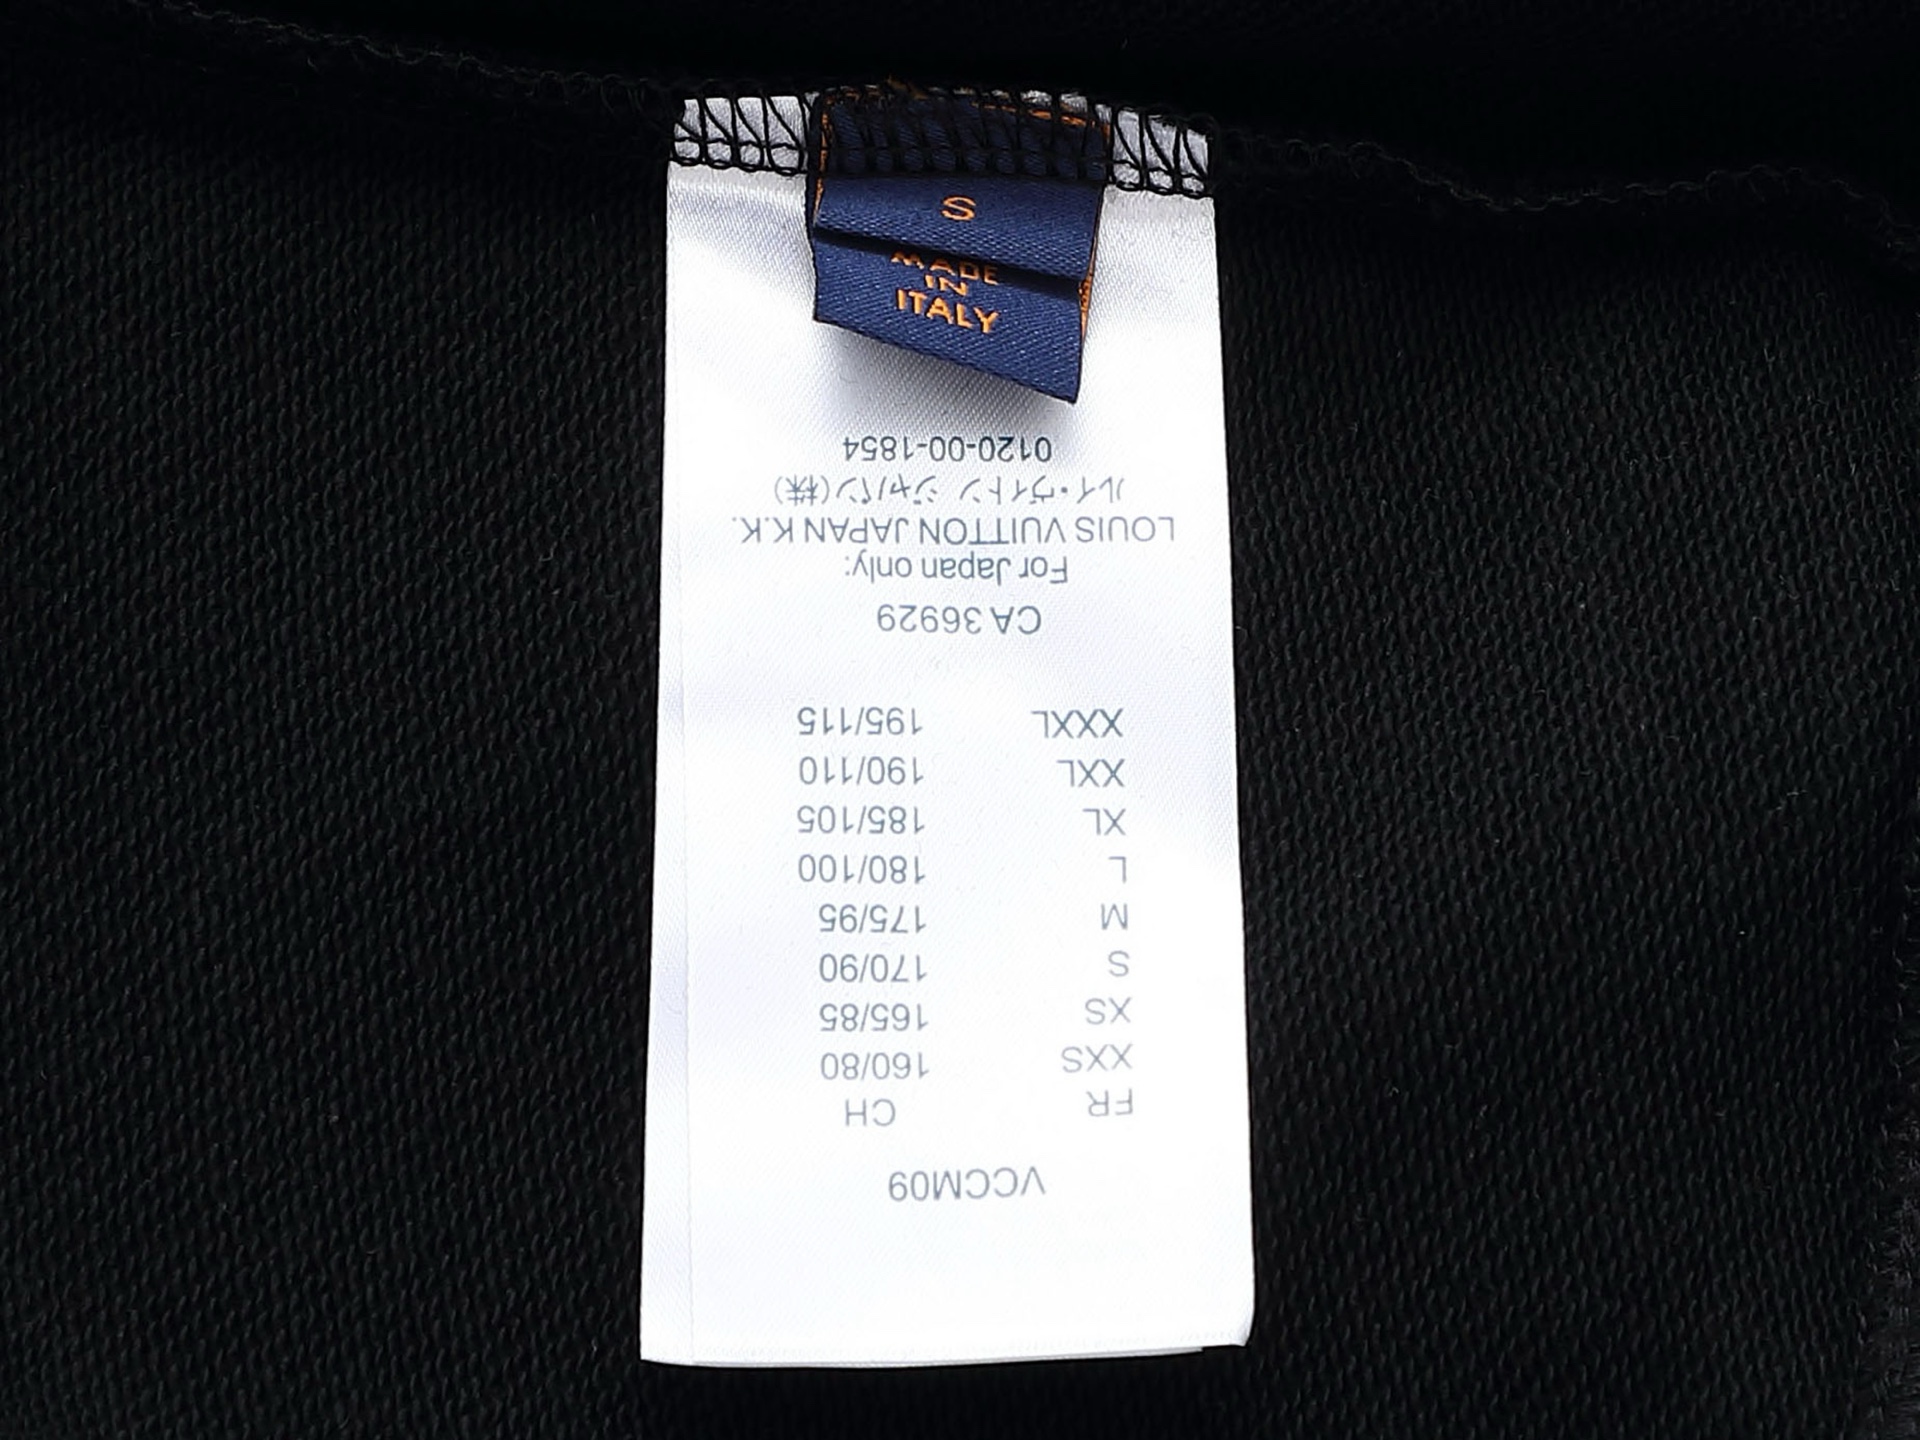 S
MADE
IN
ITALY
VCCM09
FR CH
XXS 160/80
XS 165/85
S 170/90
M 175/95
L 180/100
XL 185/105
XXL 190/110
XXXL 195/115
CA 36929
For Japan only:
LOUIS VUITTON JAPAN K.K.
ルイ・ヴィトン ジャパン(株)
0120-00-1854